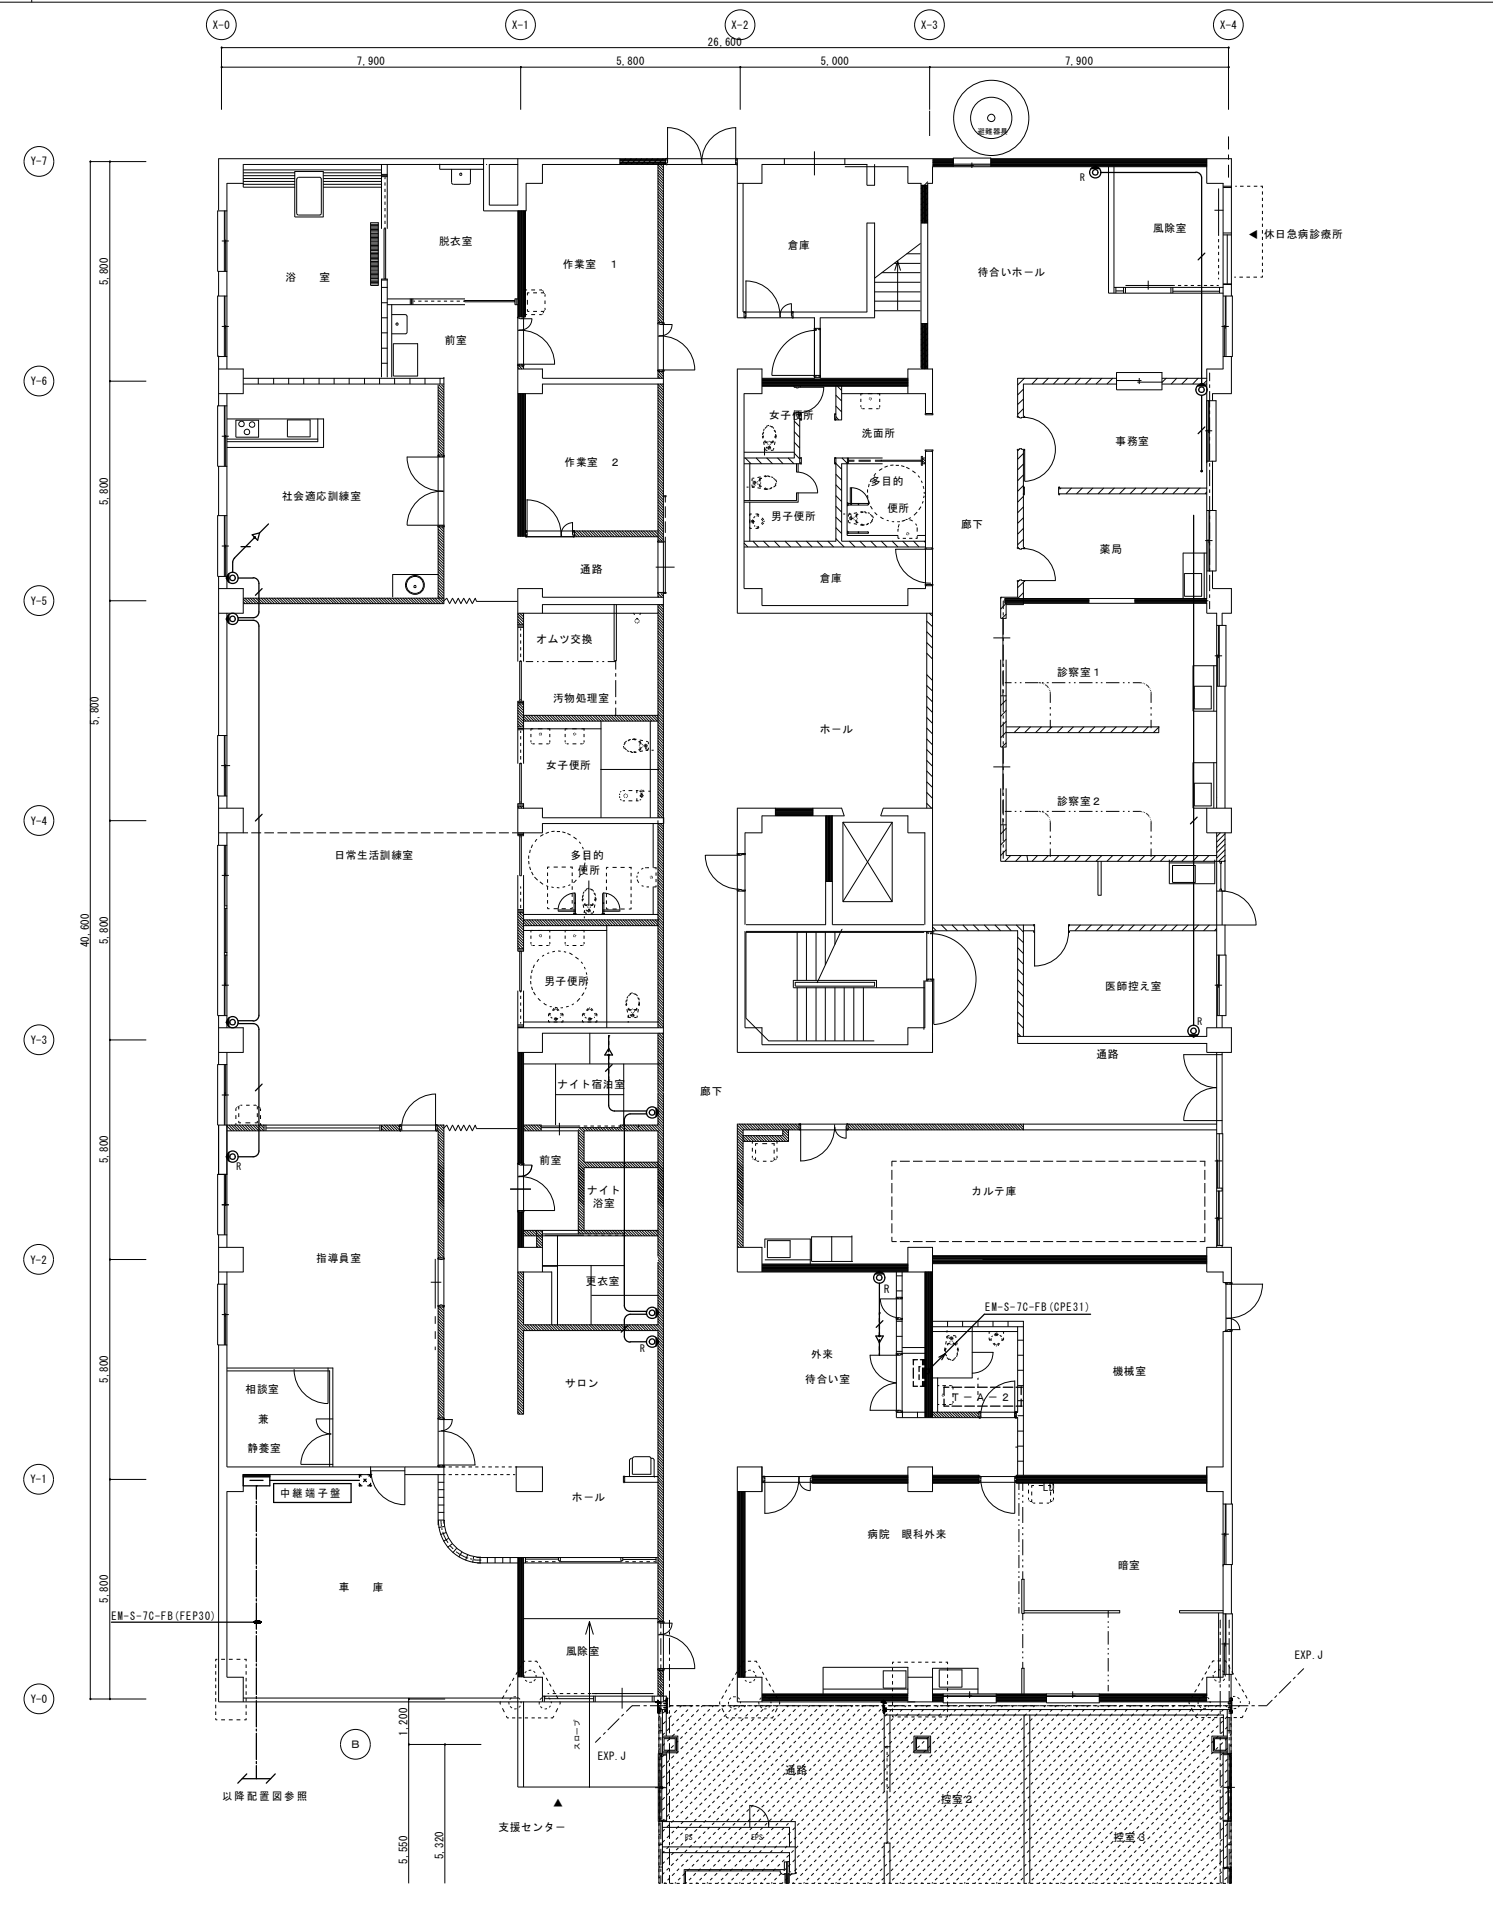 X-0
X-1
X-2
X-3
X-4
26,600
7,900
5,800
5,000
7,900
避難器具
Y-7
R
脱衣室
作業室 1
倉庫
待合いホール
風除室
休日急病診療所
浴 室
5,800
前室
Y-6
女子便所
洗面所
事務室
作業室 2
社会適応訓練室
5,800
多目的
便所
男子便所
廊下
薬局
通路
倉庫
Y-5
オムツ交換
汚物処理室
診察室1
5,800
ホール
女子便所
診察室2
Y-4
日常生活訓練室
多目的
便所
40,600
5,800
男子便所
医師控え室
R
Y-3
通路
ナイト宿泊室
廊下
5,800
前室
R
ナイト
浴室
カルテ庫
Y-2
指導員室
更衣室
R
EM-S-7C-FB(CPE31)
R
外来
待合い室
機械室
5,800
サロン
相談室
兼
静養室
T-A-2
Y-1
中継端子盤
ホール
病院 眼科外来
暗室
5,800
車 庫
EM-S-7C-FB(FEP30)
風除室
EXP.J
Y-0
1,200
スロープ
B
EXP.J
通路
以降配置図参照
控室2
支援センター
5,550
5,320
PS
EPS
控室3